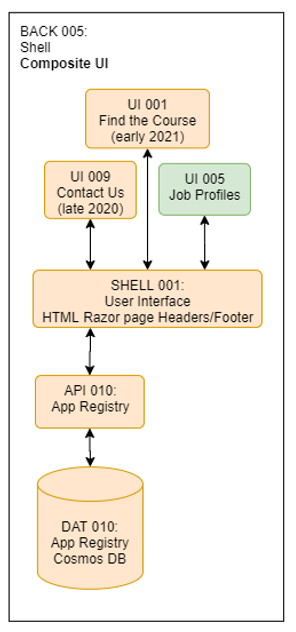 BACK 005:
Shell
Composite UI
UI 001
Find the Course
(early 2021)
UI 009
Contact Us
(late 2020)
UI 005
Job Profiles
SHELL 001:
User Interface
HTML Razor page Headers/Footer
API 010:
App Registry
DAT 010:
App Registry
Cosmos DB